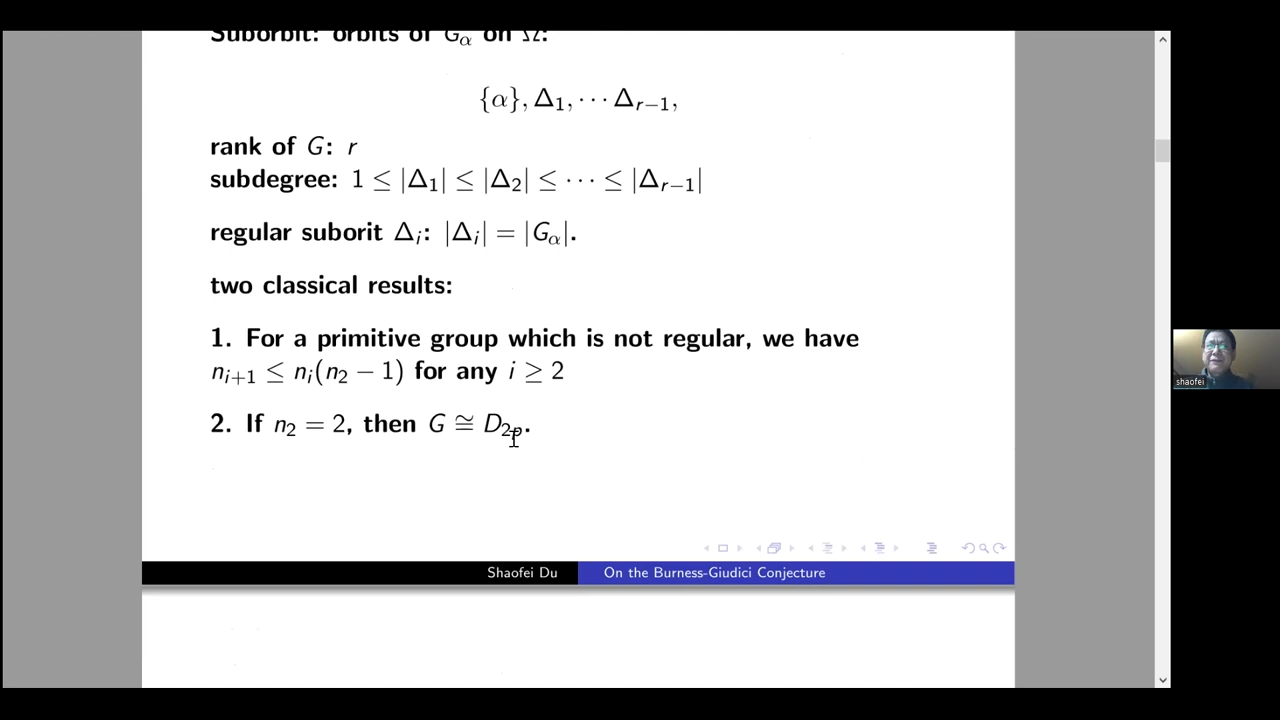 Suborbit: orbits of Gα on Ω:
{α}, Δ1, ··· Δr−1,
rank of G: r
subdegree: 1 ≤ |Δ1| ≤ |Δ2| ≤ ··· ≤ |Δr−1|
regular suborit Δi: |Δi| = |Gα|.
two classical results:
1. For a primitive group which is not regular, we have
ni+1 ≤ ni(n2 − 1) for any i ≥ 2
2. If n2 = 2, then G ≅ D2p.
Shaofei Du On the Burness-Giudici Conjecture
shaofei